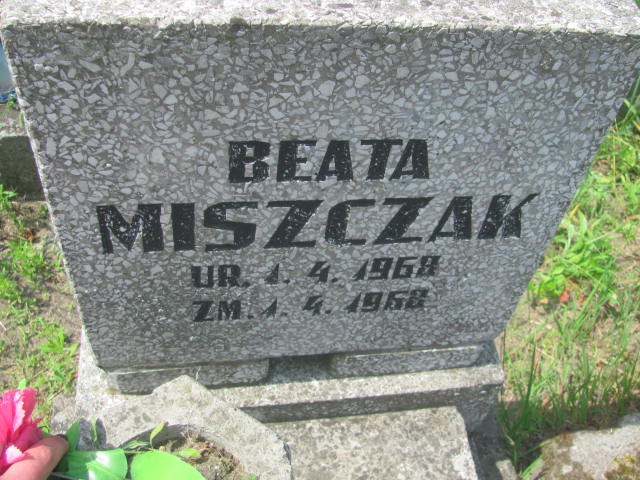 BEATA
MISZCZAK
UR. 1. 4. 1968
ZM. 1. 4. 1968